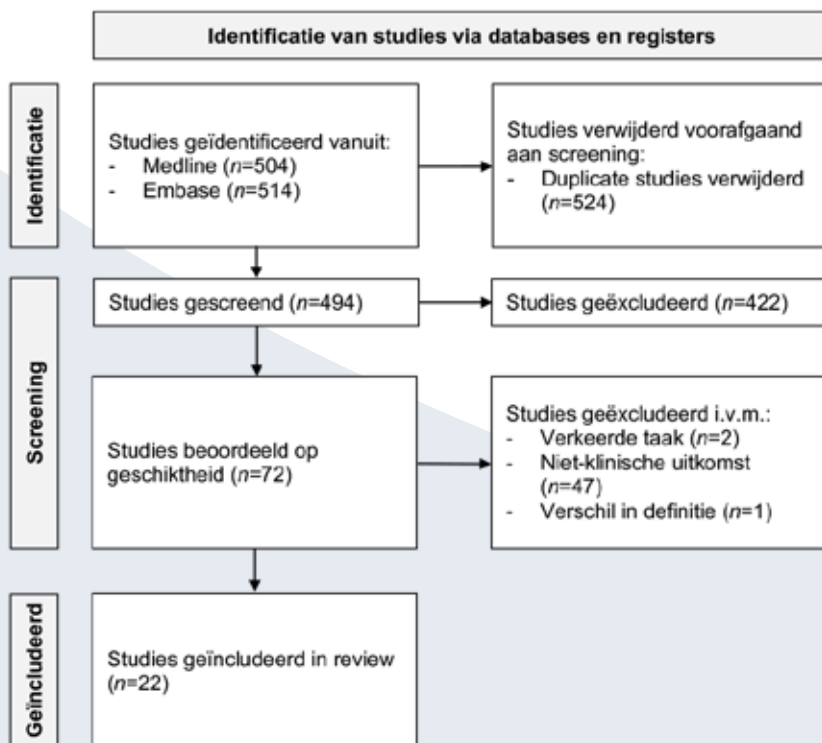 Identificatie van studies via databases en registers
Identificatie
Studies geïdentificeerd vanuit:
- Medline (n=504)
- Embase (n=514)
Studies verwijderd voorafgaand
aan screening:
- Duplicate studies verwijderd
(n=524)
Screening
Studies gescreend (n=494)
Studies geëxcludeerd (n=422)
Studies beoordeeld op
geschiktheid (n=72)
Studies geëxcludeerd i.v.m.:
- Verkeerde taak (n=2)
- Niet-klinische uitkomst
(n=47)
- Verschil in definitie (n=1)
Geïncludeerd
Studies geïncludeerd in review
(n=22)